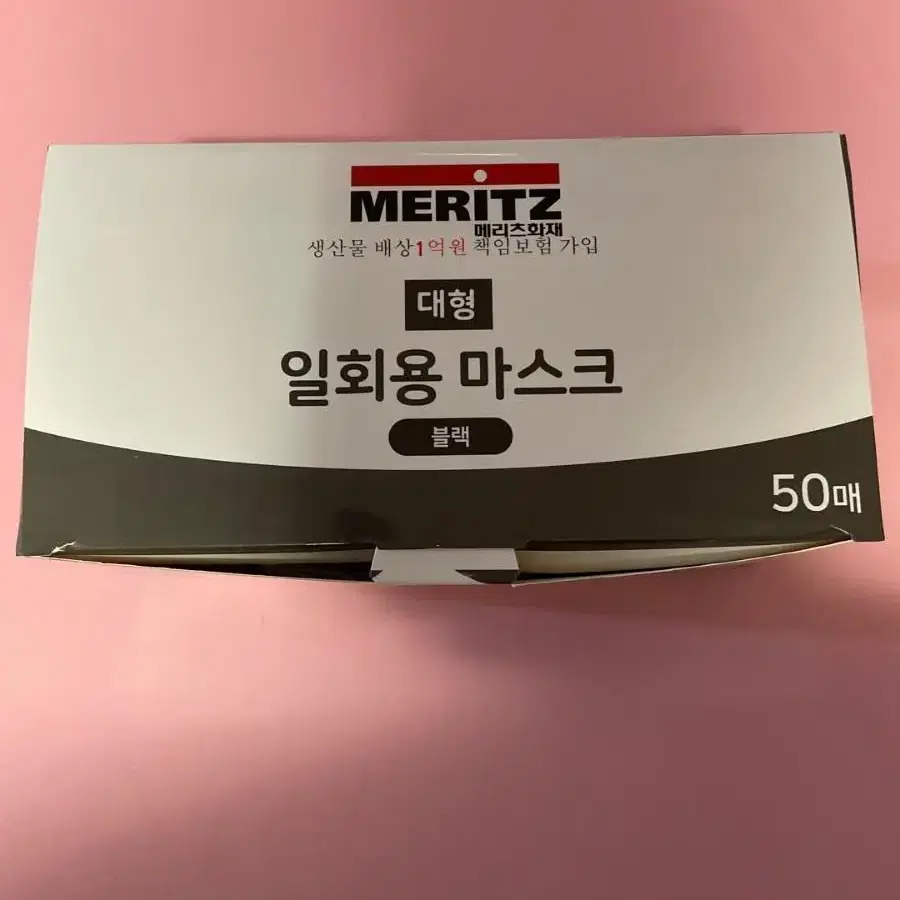 MERITZ
메리츠화재
생산물 배상1억원 책임보험 가입
대형
일회용 마스크
블랙
50매